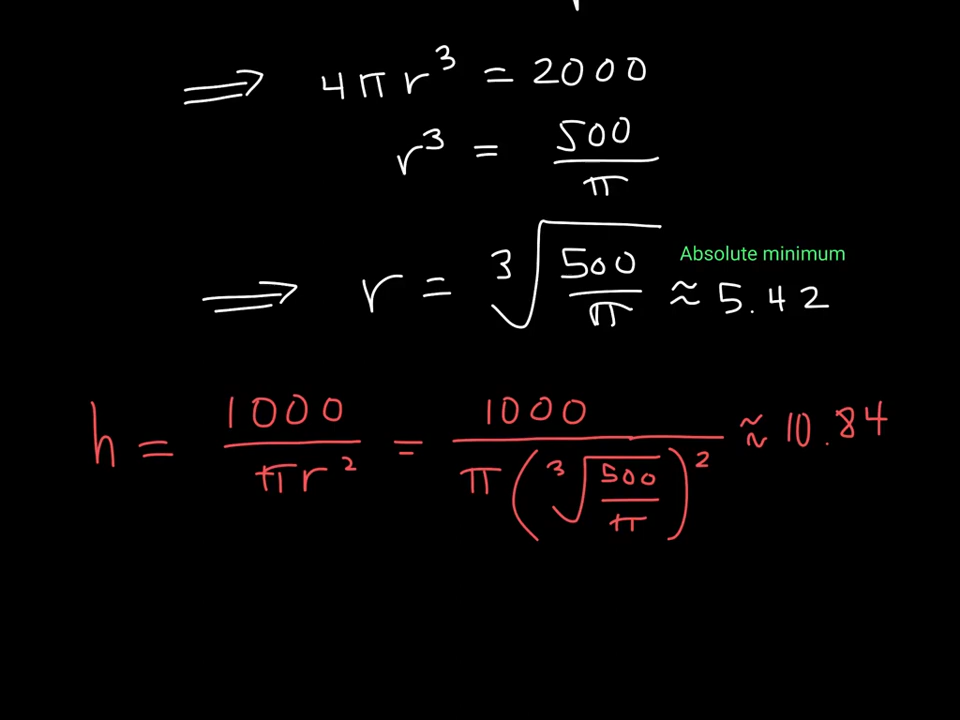 ⟹ 4πr³ = 2000
r³ = 500/π
Absolute minimum
⟹ r = ∛(500/π) ≈ 5.42
h = 1000/(πr²) = 1000/(π(∛(500/π))²) ≈ 10.84